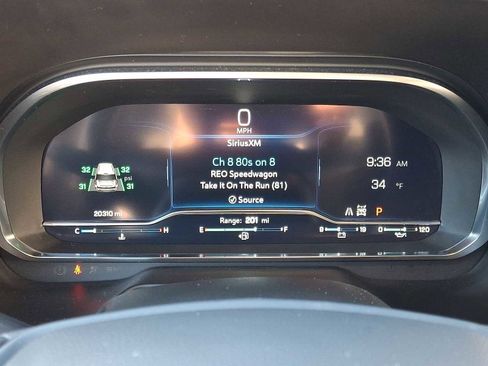 0
MPH
SiriusXM
Ch 8 80s on 8
REO Speedwagon
Take It On The Run (81)
Source
32 32
psi
31 31
20310 mi
9:36 AM
34 °F
P
Range: 201 mi
C H
E F
9 19
0 120